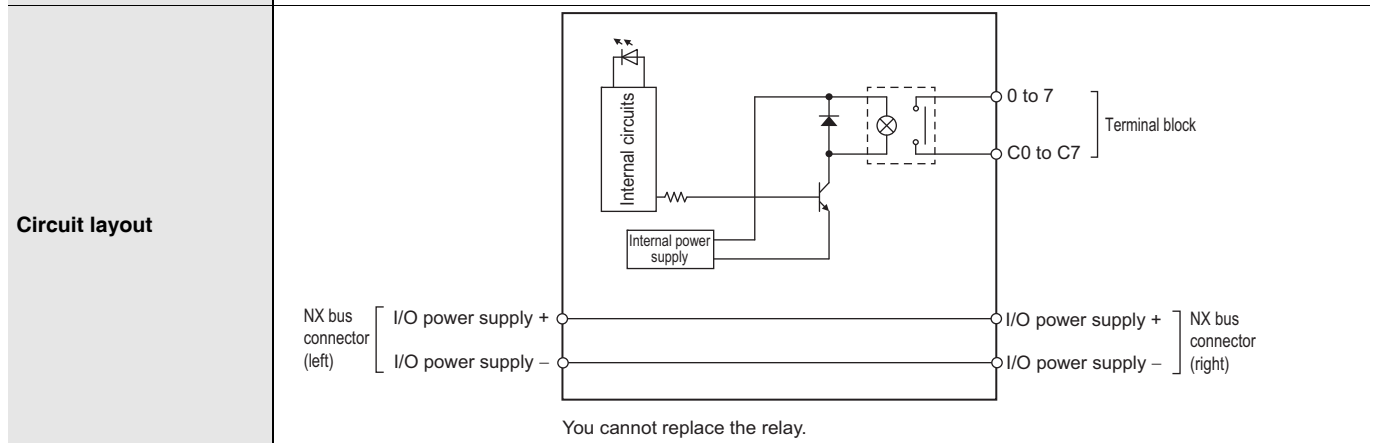 Circuit layout
Internal circuits
Internal power
supply
0 to 7
C0 to C7
Terminal block
NX bus
connector
(left)
I/O power supply +
I/O power supply –
I/O power supply +
I/O power supply –
NX bus
connector
(right)
You cannot replace the relay.